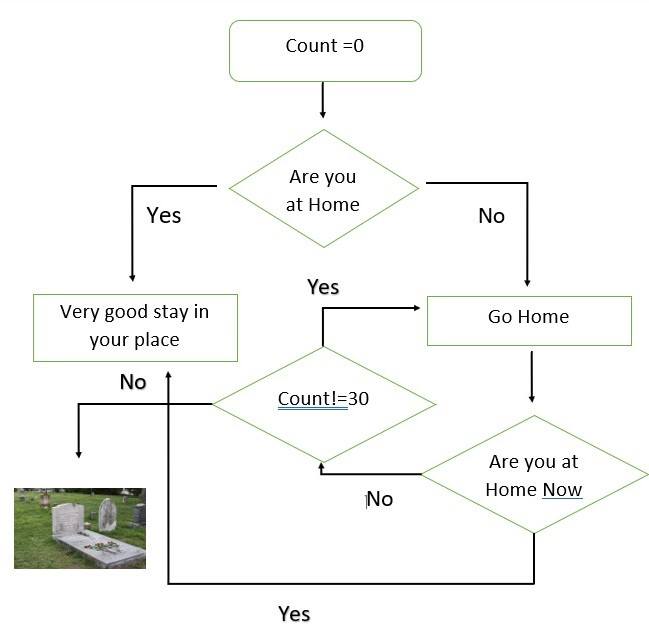 Count =0
Are you
at Home
Yes
No
Yes
Very good stay in
your place
Go Home
No
Count!=30
Are you at
Home Now
No
Yes